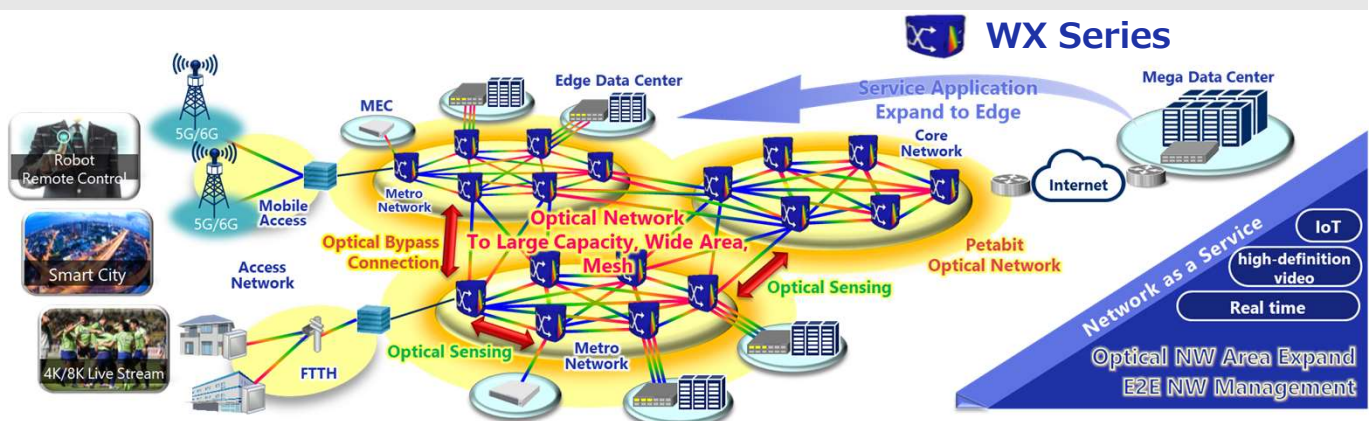 WX Series
Edge Data Center
MEC
Service Application
Expand to Edge
Mega Data Center
5G/6G
Robot
Remote Control
5G/6G
Mobile
Access
Metro
Network
Core
Network
Internet
Optical Network
To Large Capacity, Wide Area,
Mesh
Optical Bypass
Connection
Petabit
Optical Network
Smart City
Access
Network
Optical Sensing
Optical Sensing
Metro
Network
4K/8K Live Stream
FTTH
Network as a Service
IoT
high-definition
video
Real time
Optical NW Area Expand
E2E NW Management